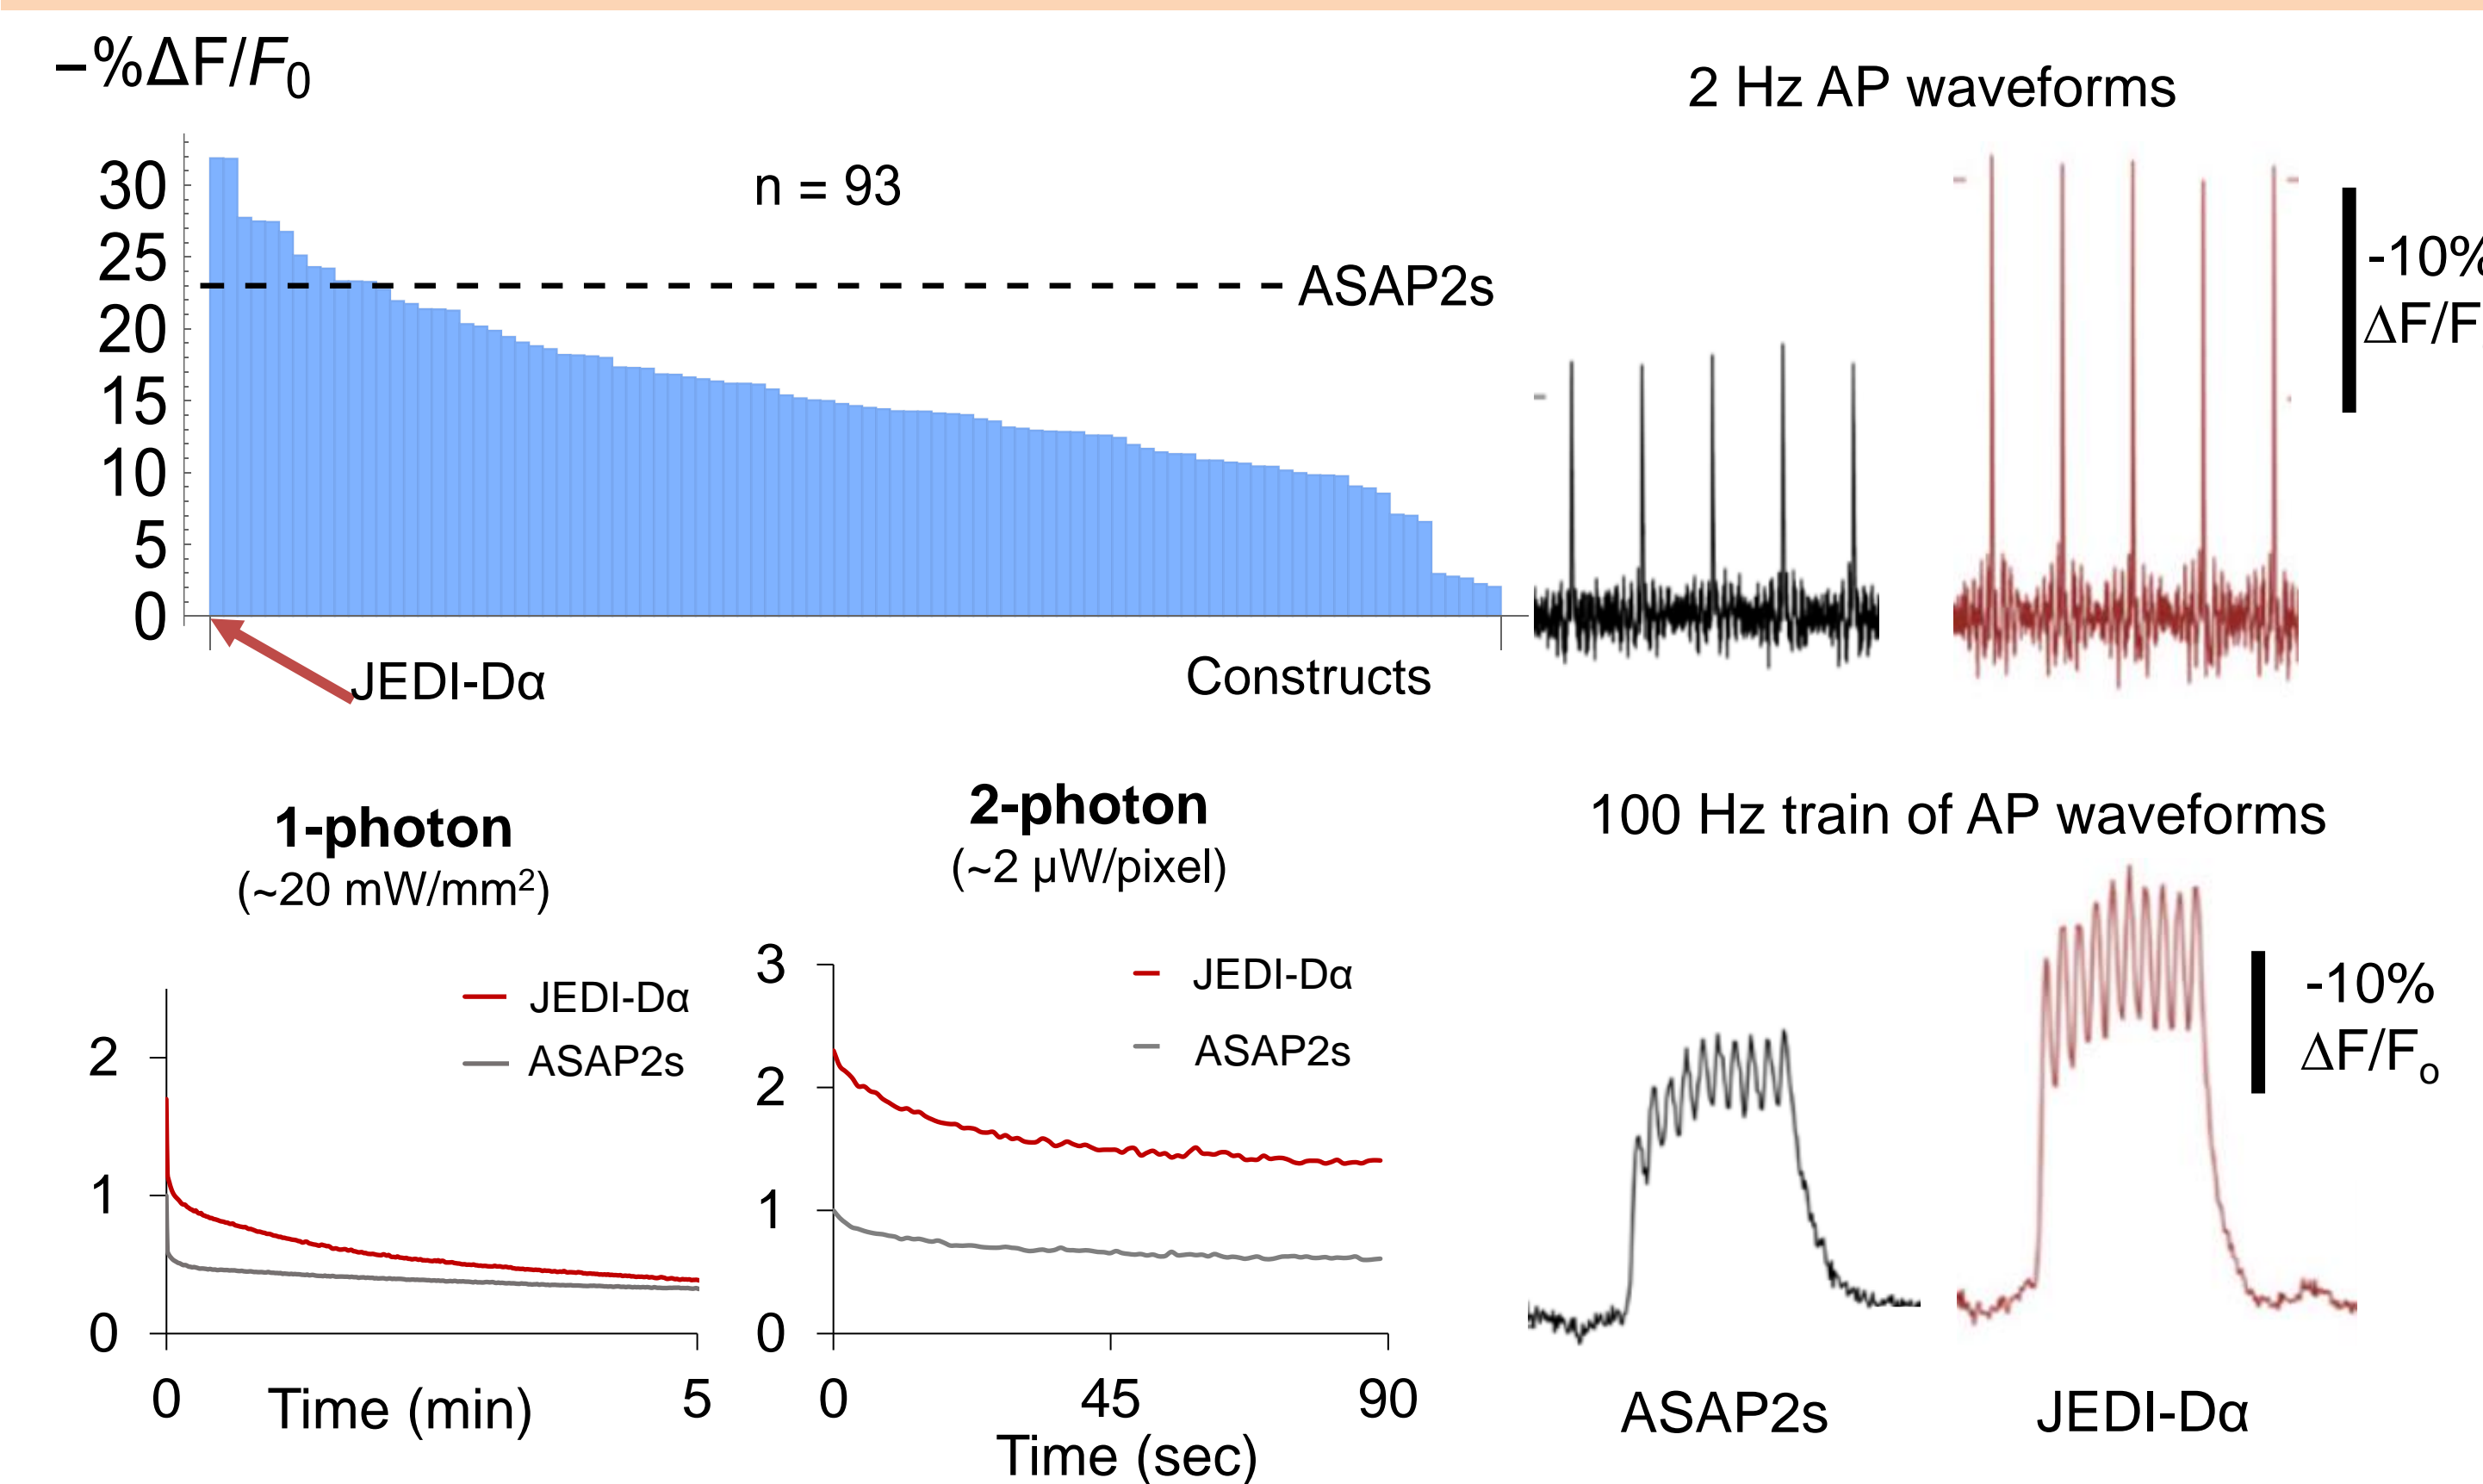 −%ΔF/F0
30
25
20
15
10
5
0
n = 93
ASAP2s
JEDI-Dα
Constructs
2 Hz AP waveforms
-10%
ΔF/F
1-photon
(~20 mW/mm2)
2
1
0
JEDI-Dα
ASAP2s
0
Time (min)
5
2-photon
(~2 µW/pixel)
3
2
1
0
JEDI-Dα
ASAP2s
0
45
90
Time (sec)
100 Hz train of AP waveforms
-10%
ΔF/Fo
ASAP2s
JEDI-Dα